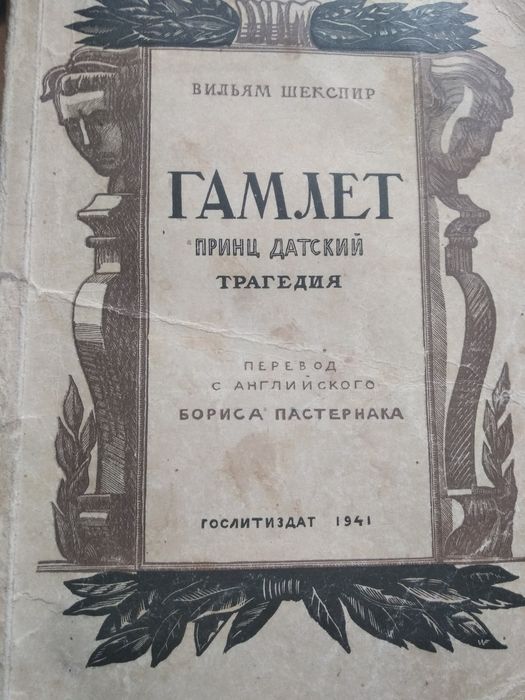 ВИЛЬЯМ ШЕКСПИР
ГАМЛЕТ
ПРИНЦ ДАТСКИЙ
ТРАГЕДИЯ
ПЕРЕВОД
С АНГЛИЙСКОГО
БОРИСА ПАСТЕРНАКА
ГОСЛИТИЗДАТ 1941